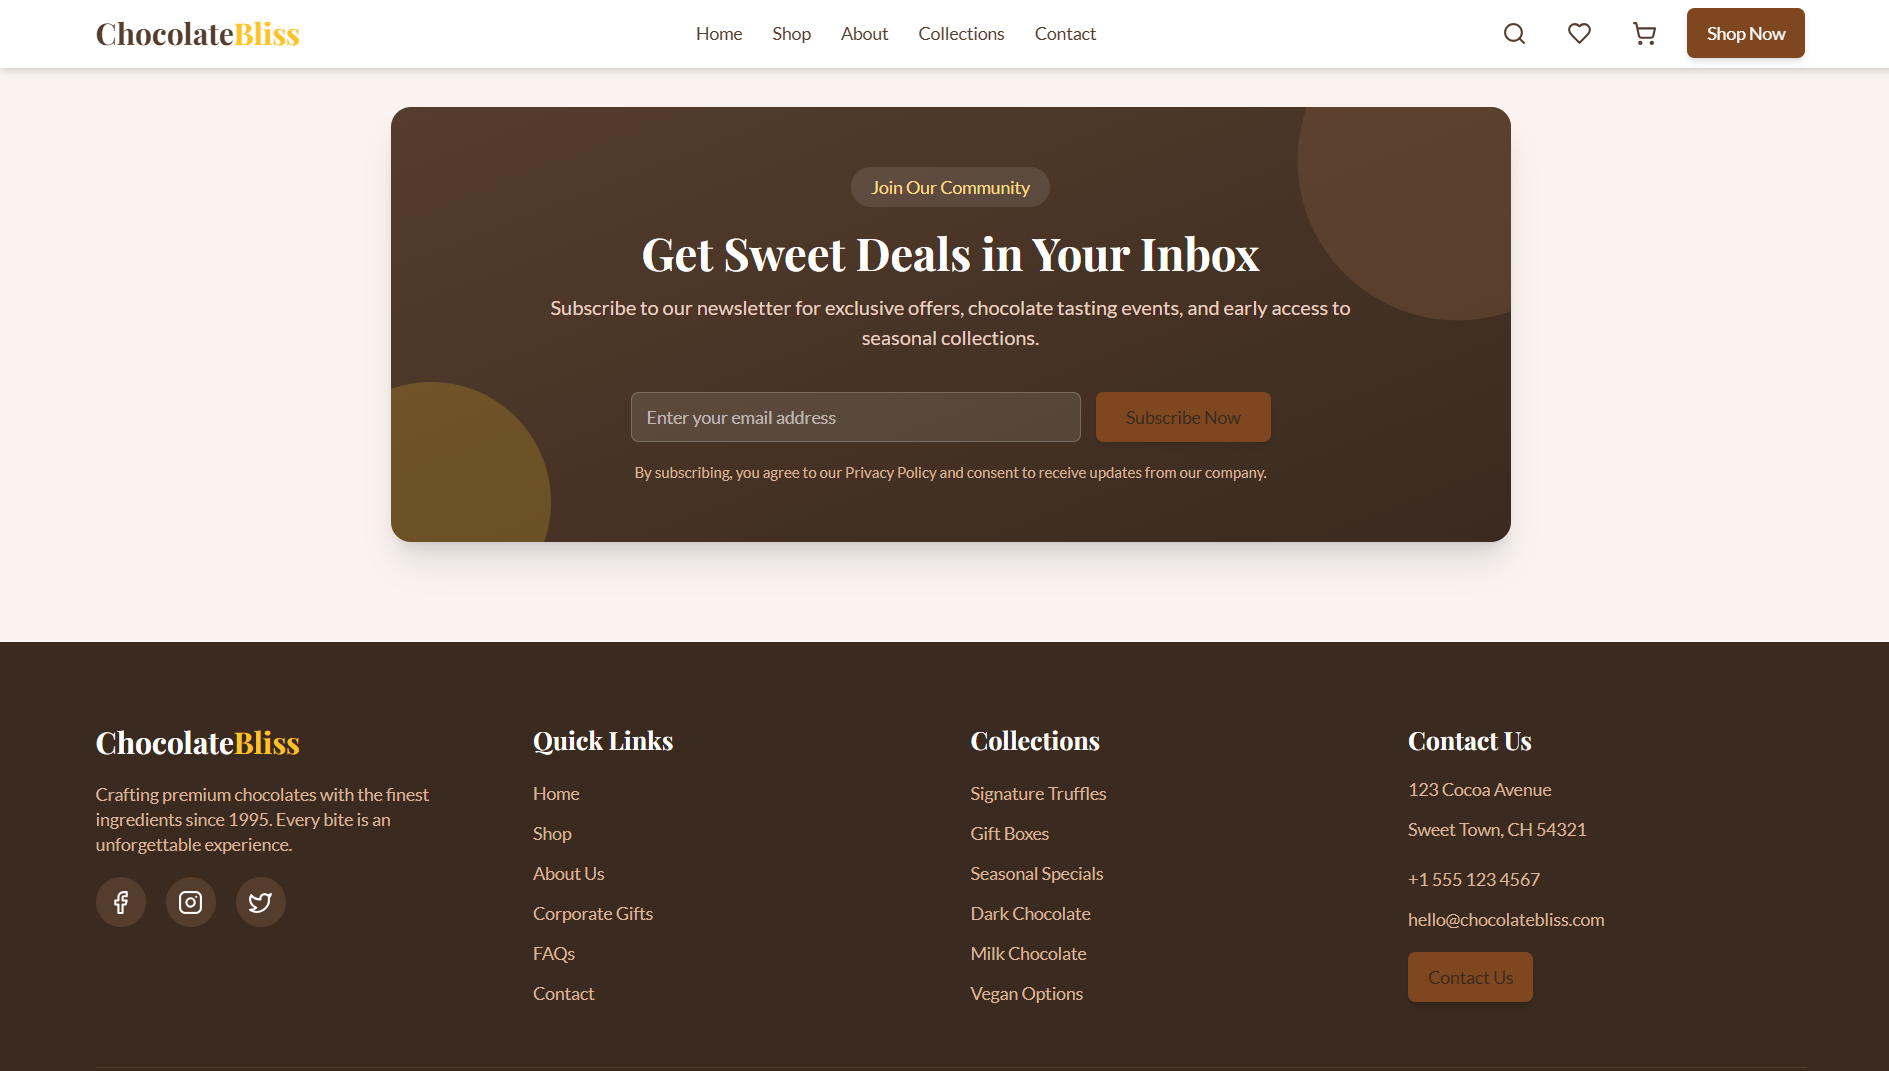 ChocolateBliss
Home
Shop
About
Collections
Contact
Shop Now
Join Our Community
Get Sweet Deals in Your Inbox
Subscribe to our newsletter for exclusive offers, chocolate tasting events, and early access to
seasonal collections.
Enter your email address
Subscribe Now
By subscribing, you agree to our Privacy Policy and consent to receive updates from our company.
ChocolateBliss
Crafting premium chocolates with the finest
ingredients since 1995. Every bite is an
unforgettable experience.
Quick Links
Home
Shop
About Us
Corporate Gifts
FAQs
Contact
Collections
Signature Truffles
Gift Boxes
Seasonal Specials
Dark Chocolate
Milk Chocolate
Vegan Options
Contact Us
123 Cocoa Avenue
Sweet Town, CH 54321
+1 555 123 4567
hello@chocolatebliss.com
Contact Us